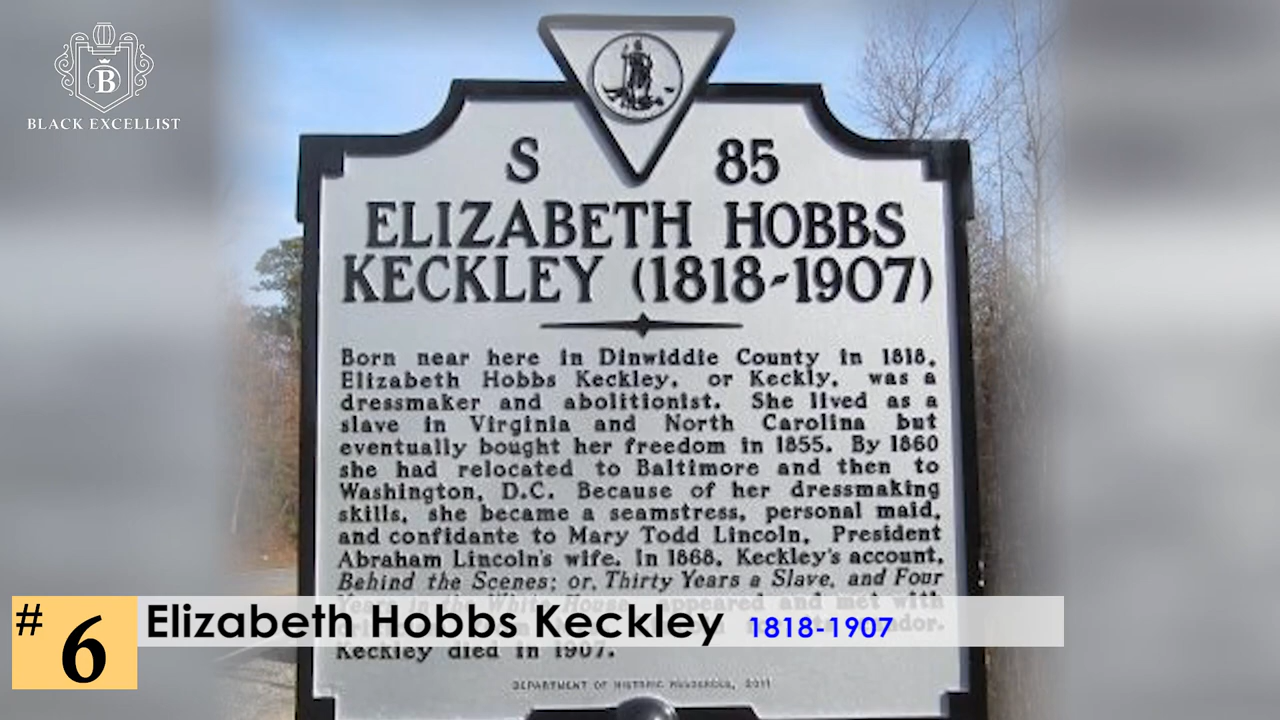 BLACK EXCELLIST
B
S 85
ELIZABETH HOBBS
KECKLEY (1818-1907)
Born near here in Dinwiddie County in 1818,
Elizabeth Hobbs Keckley, or Keckly, was a
dressmaker and abolitionist. She lived as a
slave in Virginia and North Carolina but
eventually bought her freedom in 1855. By 1860
she had relocated to Baltimore and then to
Washington, D.C. Because of her dressmaking
skills, she became a seamstress, personal maid,
and confidante to Mary Todd Lincoln, President
Abraham Lincoln's wife. In 1868, Keckley's account,
Behind the Scenes; or, Thirty Years a Slave, and Four
Years in the White House, appeared and met with
Keckley died in 1907.
DEPARTMENT OF HISTORIC RESOURCES, 2011
# 6
Elizabeth Hobbs Keckley 1818-1907